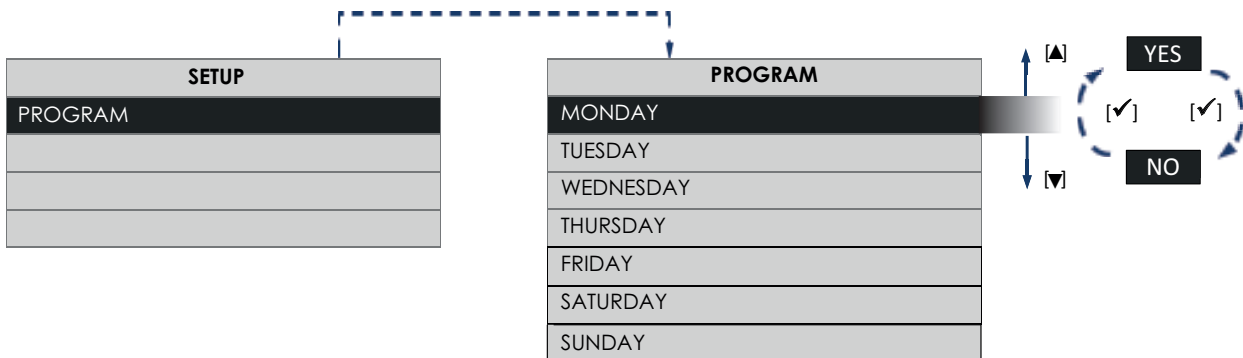 SETUP
PROGRAM
PROGRAM
MONDAY
TUESDAY
WEDNESDAY
THURSDAY
FRIDAY
SATURDAY
SUNDAY
[▲]
YES
[✔] [✔]
NO
[▼]